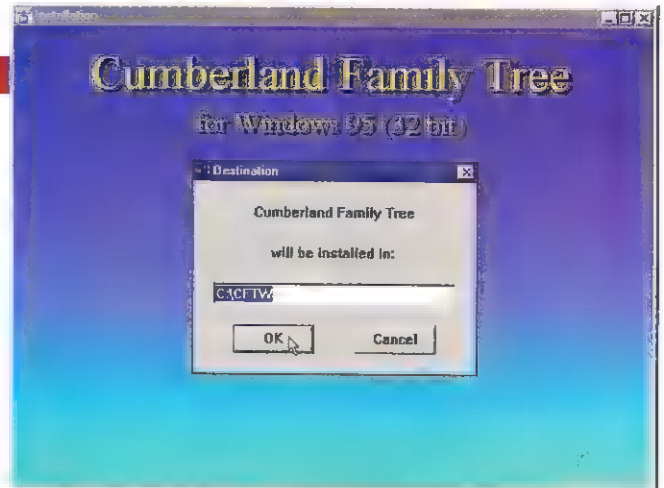 Installation
Cumberland Family Tree
for Windows 95 (32 bit)
Destination
Cumberland Family Tree
will be installed in:
C:\CFTW
OK
Cancel